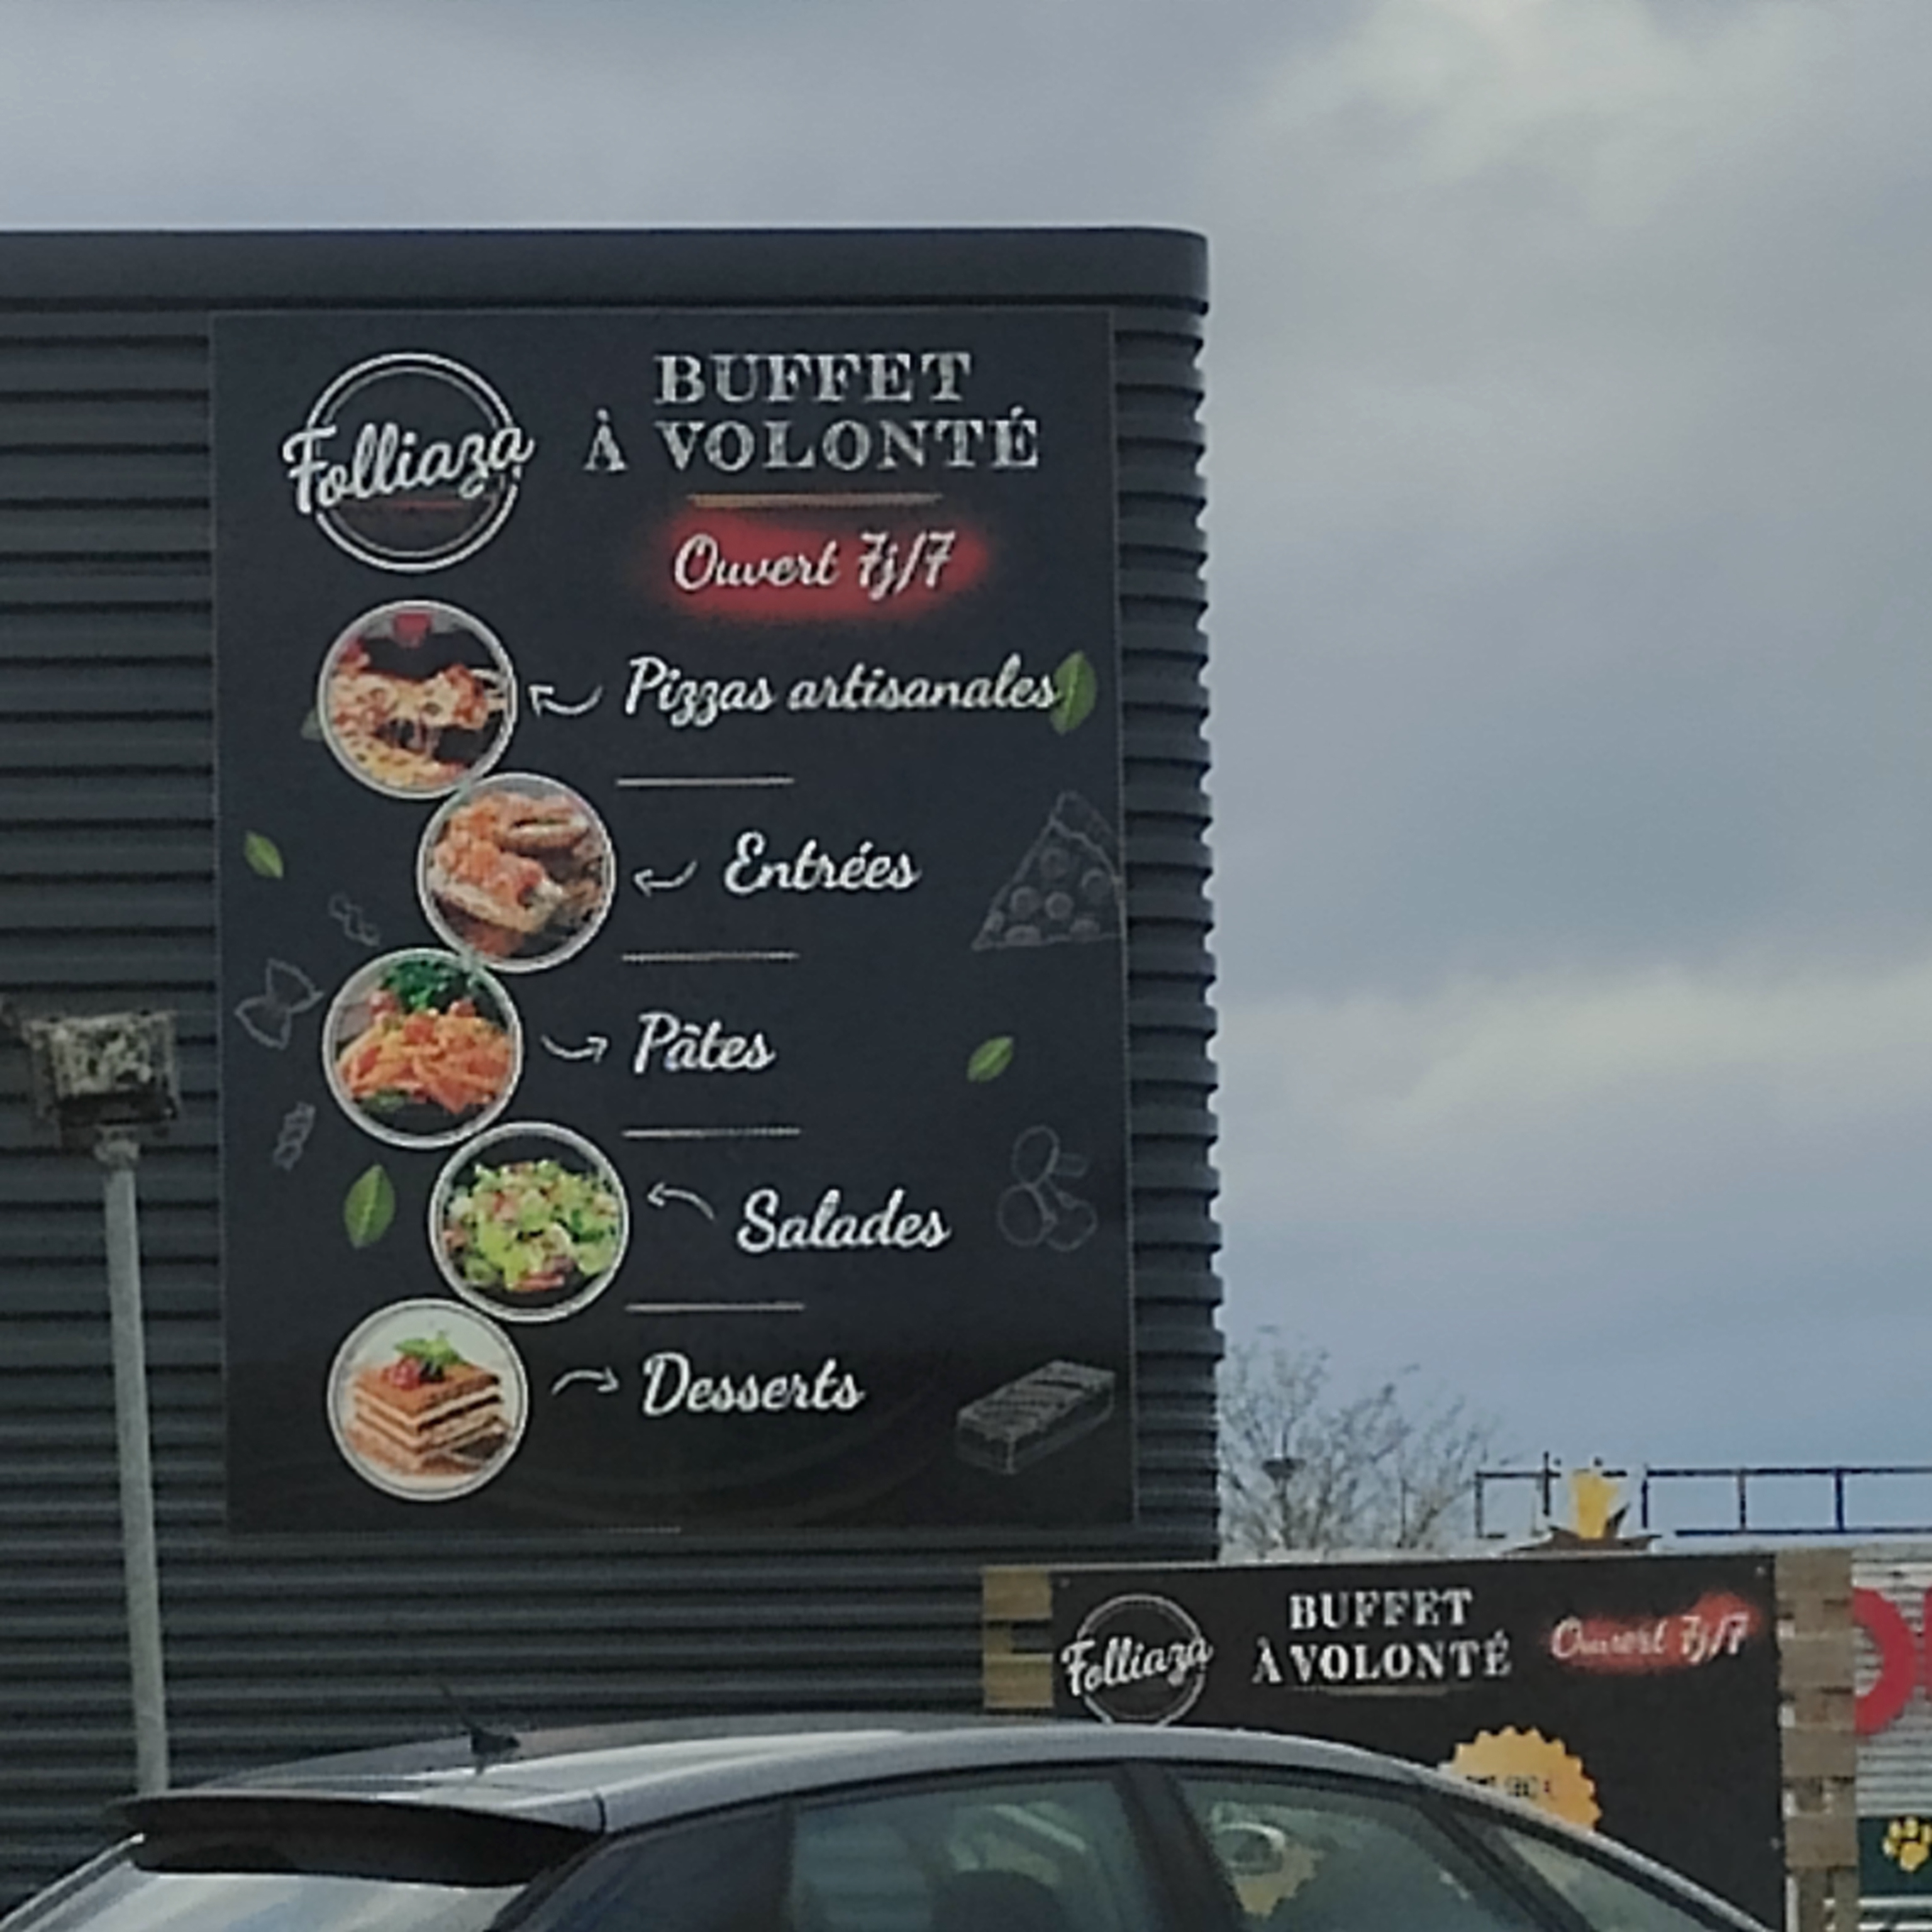 Folliaza
BUFFET
À VOLONTÉ
Ouvert 7j/7
Pizzas artisanales
Entrées
Pâtes
Salades
Desserts
Folliaza
BUFFET
À VOLONTÉ
Ouvert 7j/7